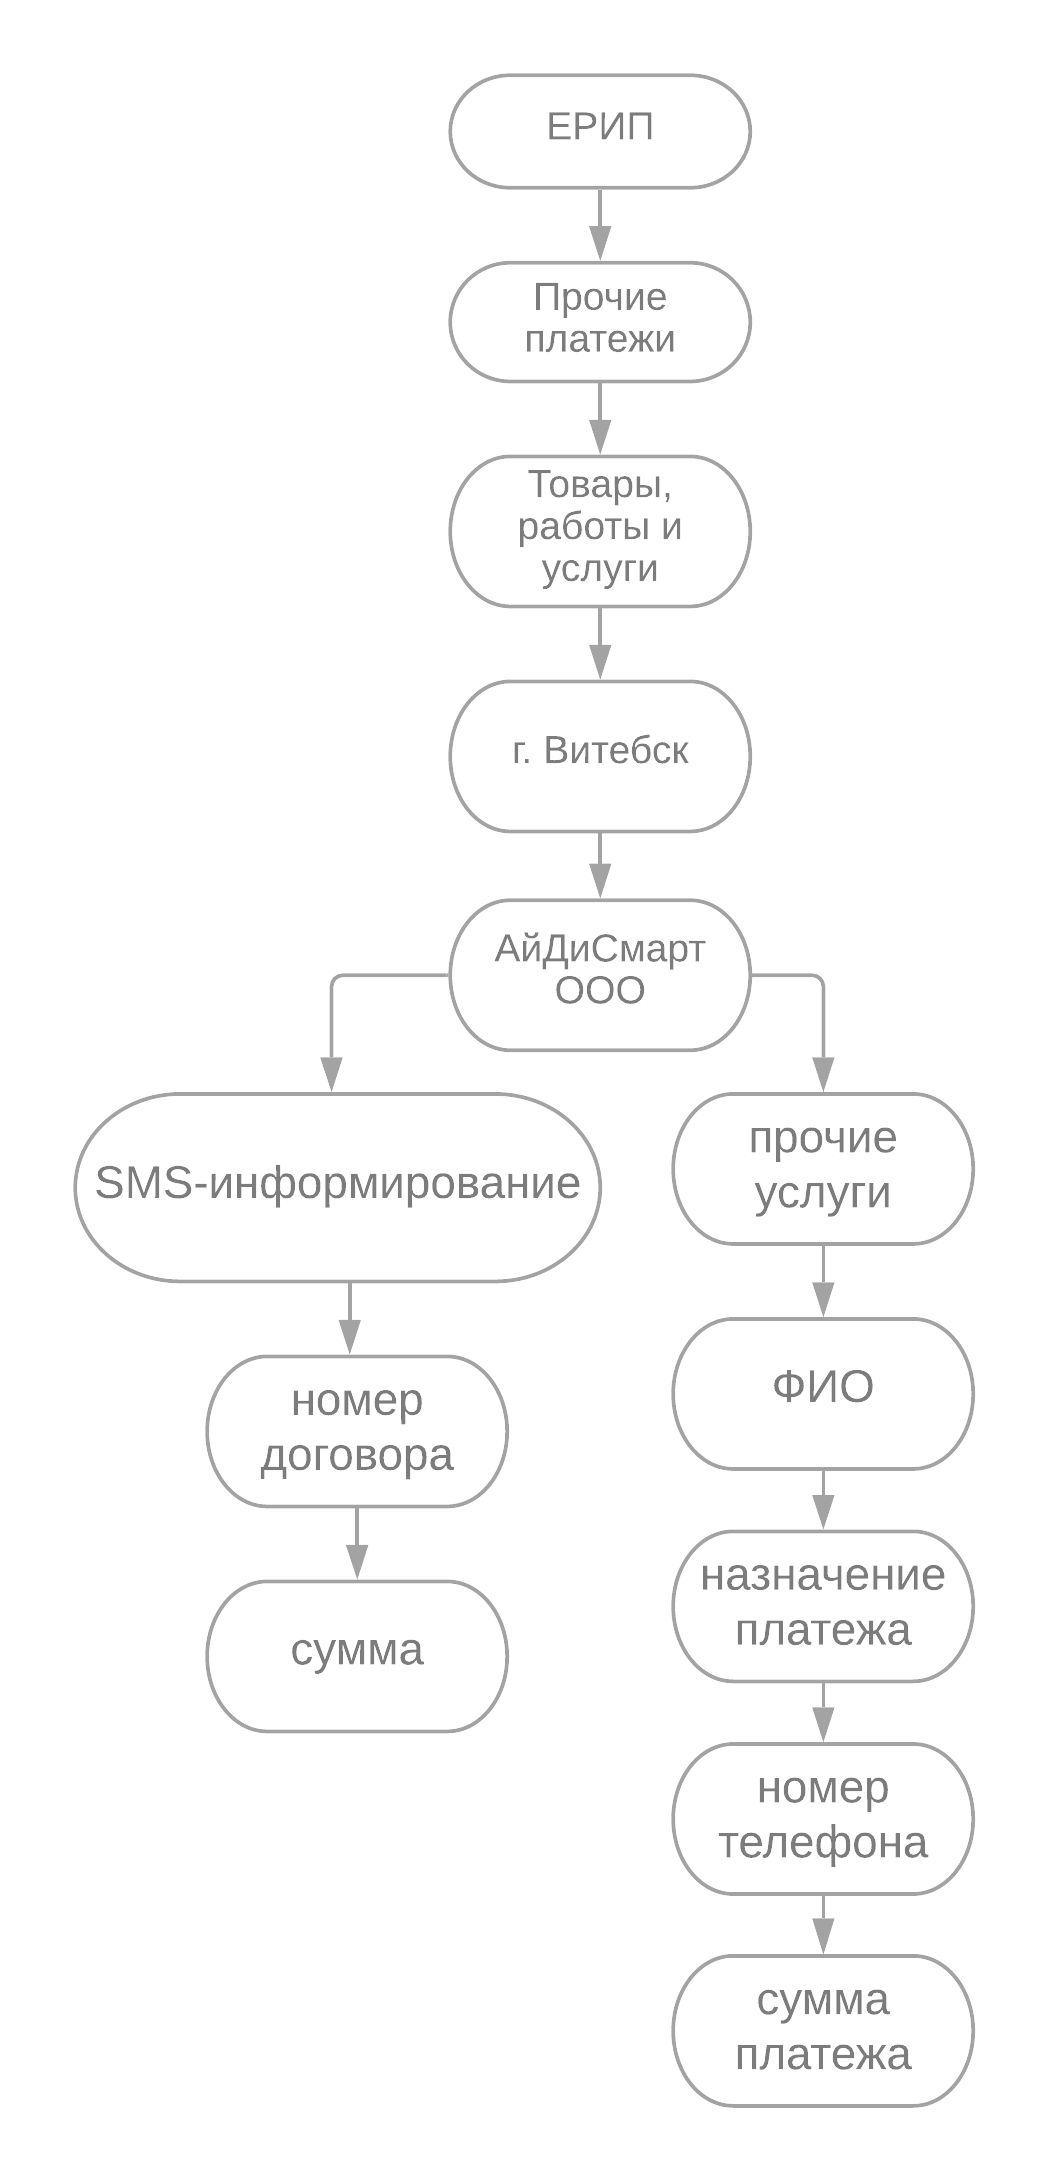 ЕРИП
Прочие
платежи
Товары,
работы и
услуги
г. Витебск
АйДиСмарт
ООО
SMS-информирование
номер
договора
сумма
прочие
услуги
ФИО
назначение
платежа
номер
телефона
сумма
платежа